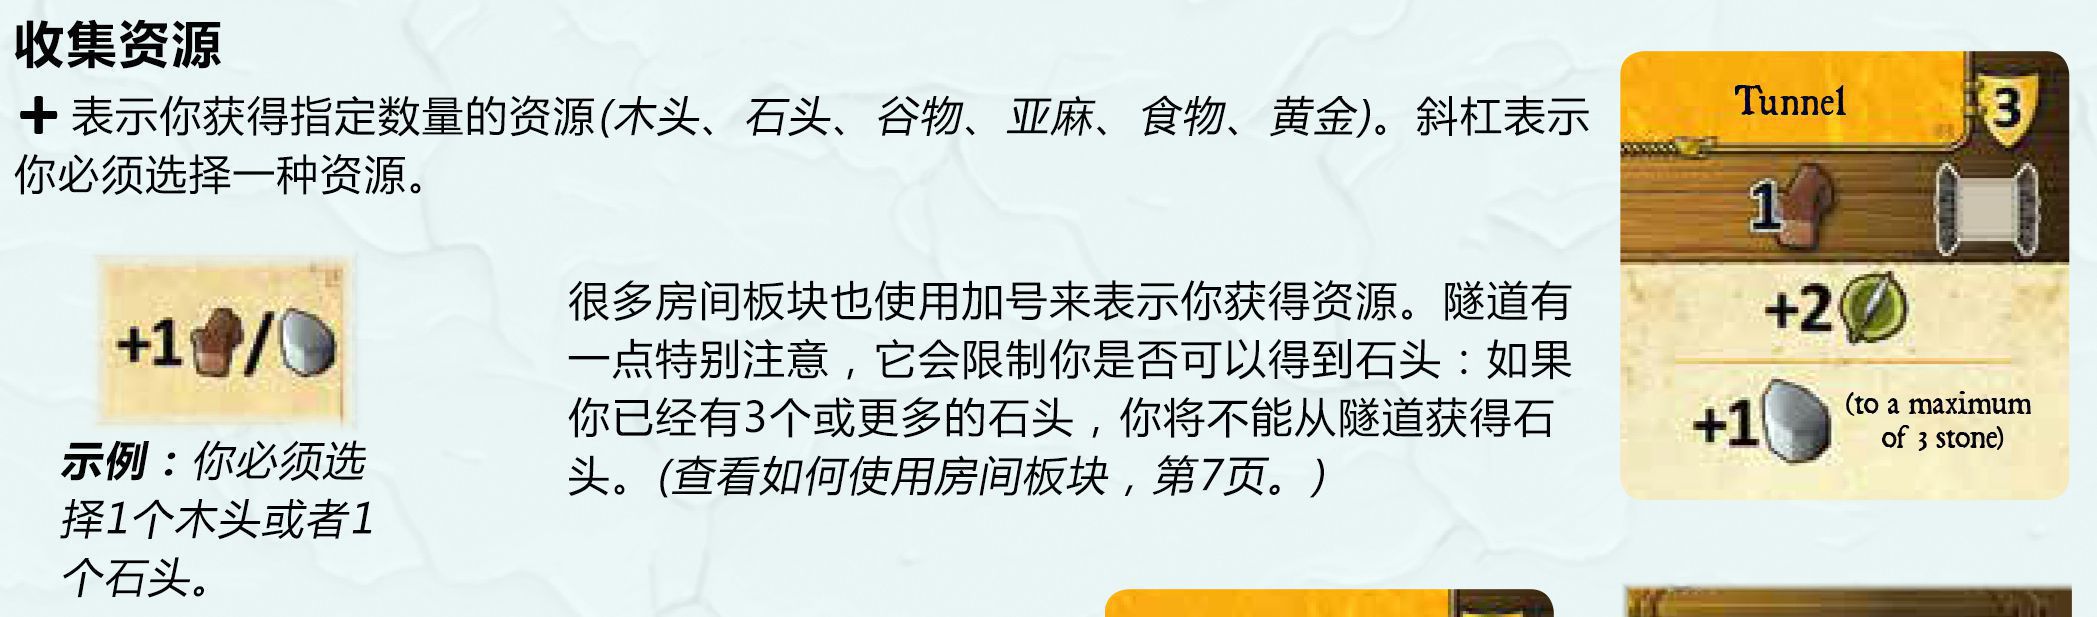 收集资源
+ 表示你获得指定数量的资源(木头、石头、谷物、亚麻、食物、黄金)。斜杠表示
你必须选择一种资源。
+1 /
示例：你必须选
择1个木头或者1
个石头。
很多房间板块也使用加号来表示你获得资源。隧道有
一点特别注意，它会限制你是否可以得到石头：如果
你已经有3个或更多的石头，你将不能从隧道获得石
头。(查看如何使用房间板块，第7页。)
Tunnel
3
1
+2
+1
(to a maximum
of 3 stone)